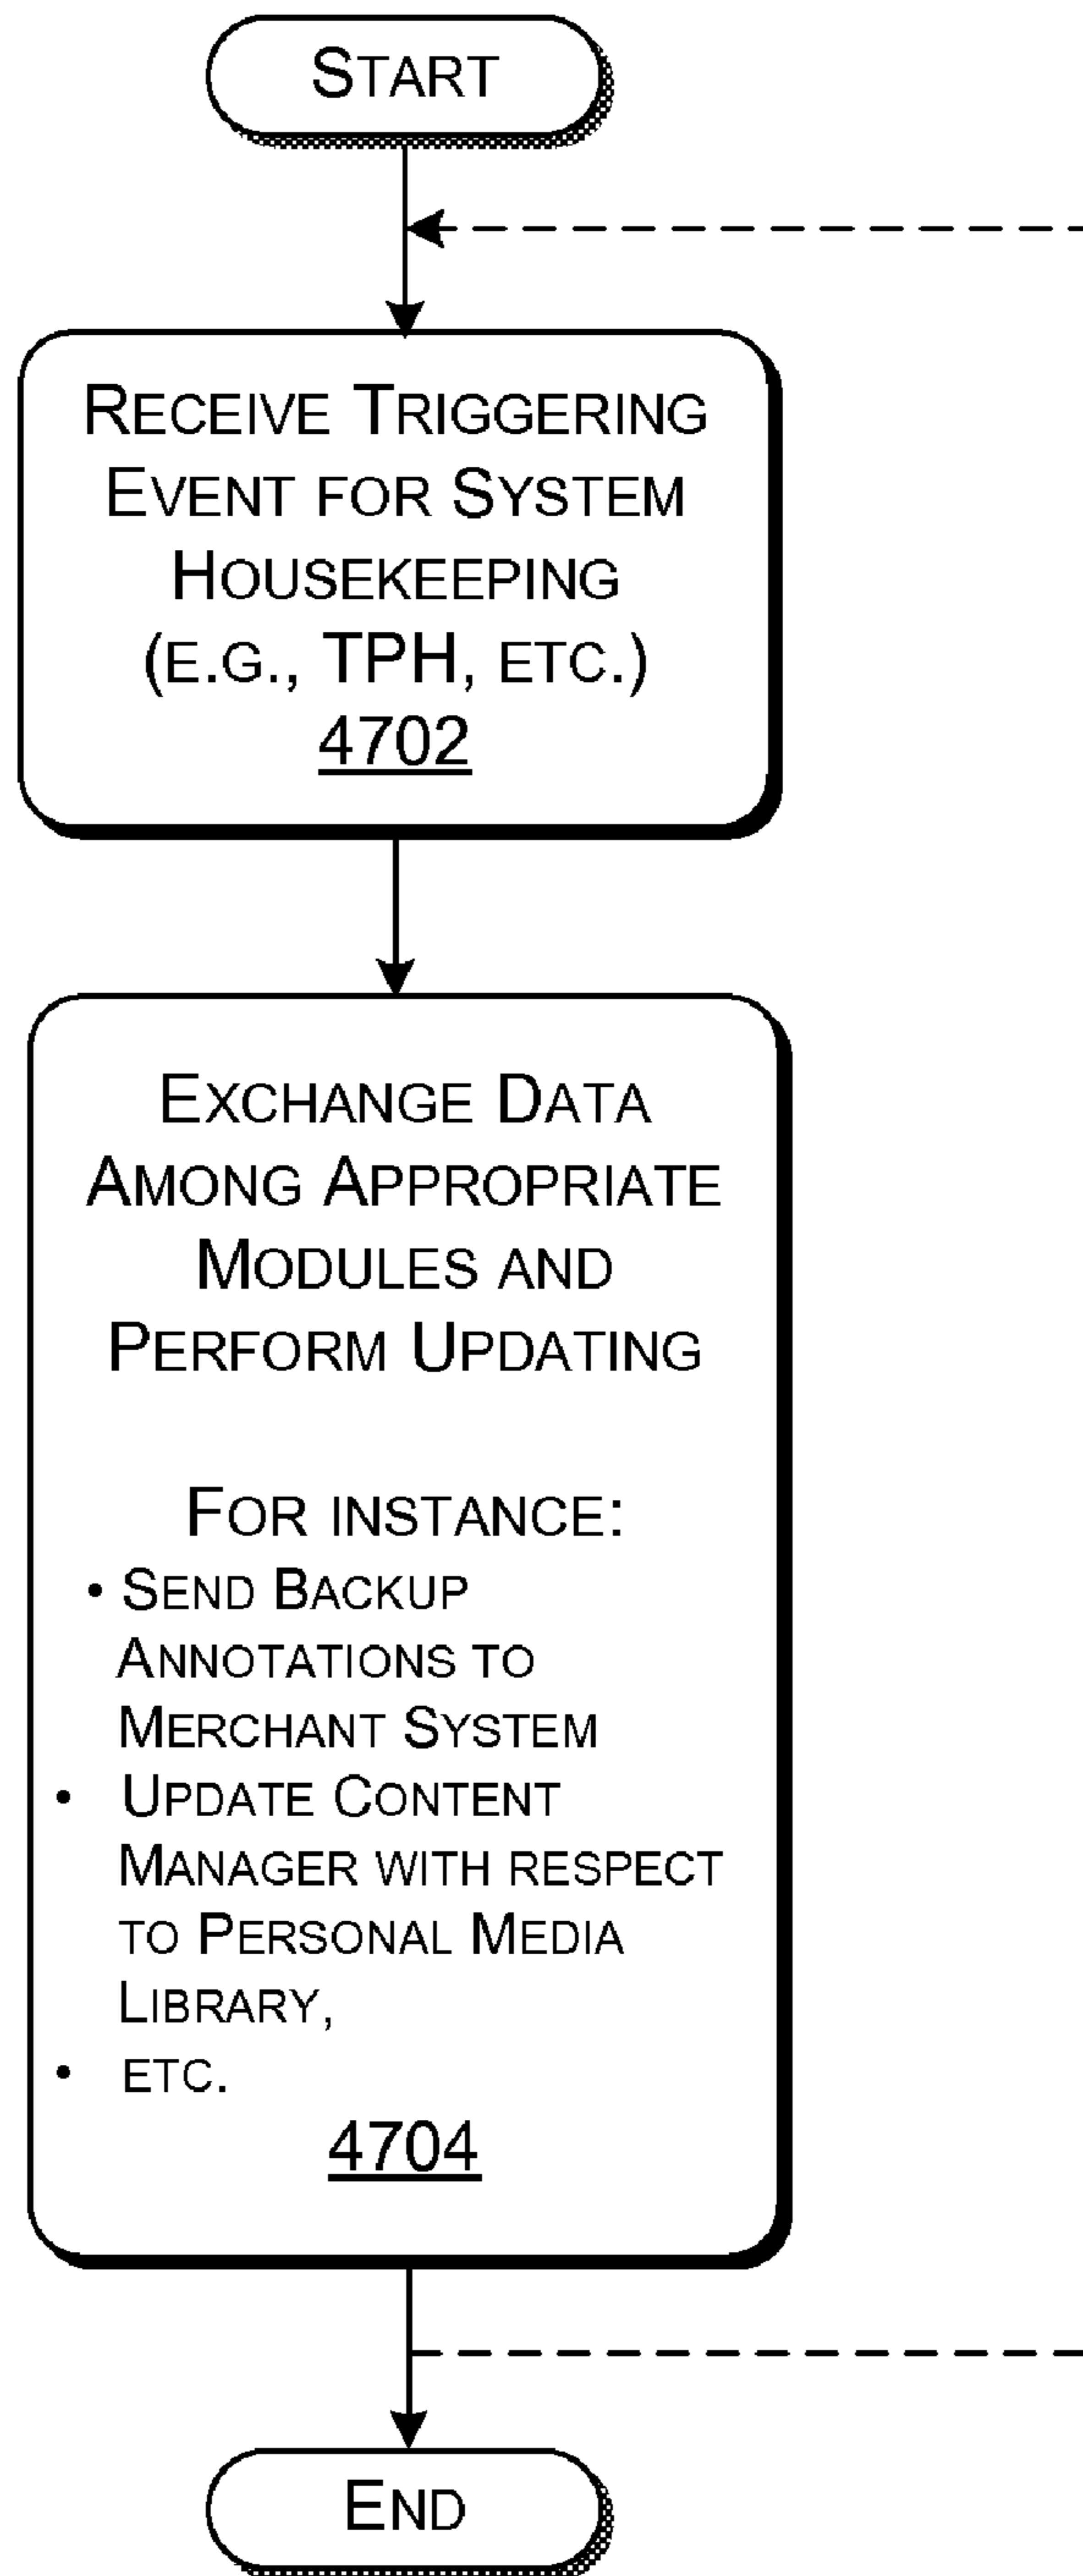 START
RECEIVE TRIGGERING
EVENT FOR SYSTEM
HOUSEKEEPING
(E.G., TPH, ETC.)
4702
EXCHANGE DATA
AMONG APPROPRIATE
MODULES AND
PERFORM UPDATING
FOR INSTANCE:
• SEND BACKUP
ANNOTATIONS TO
MERCHANT SYSTEM
• UPDATE CONTENT
MANAGER WITH RESPECT
TO PERSONAL MEDIA
LIBRARY,
• ETC.
4704
END